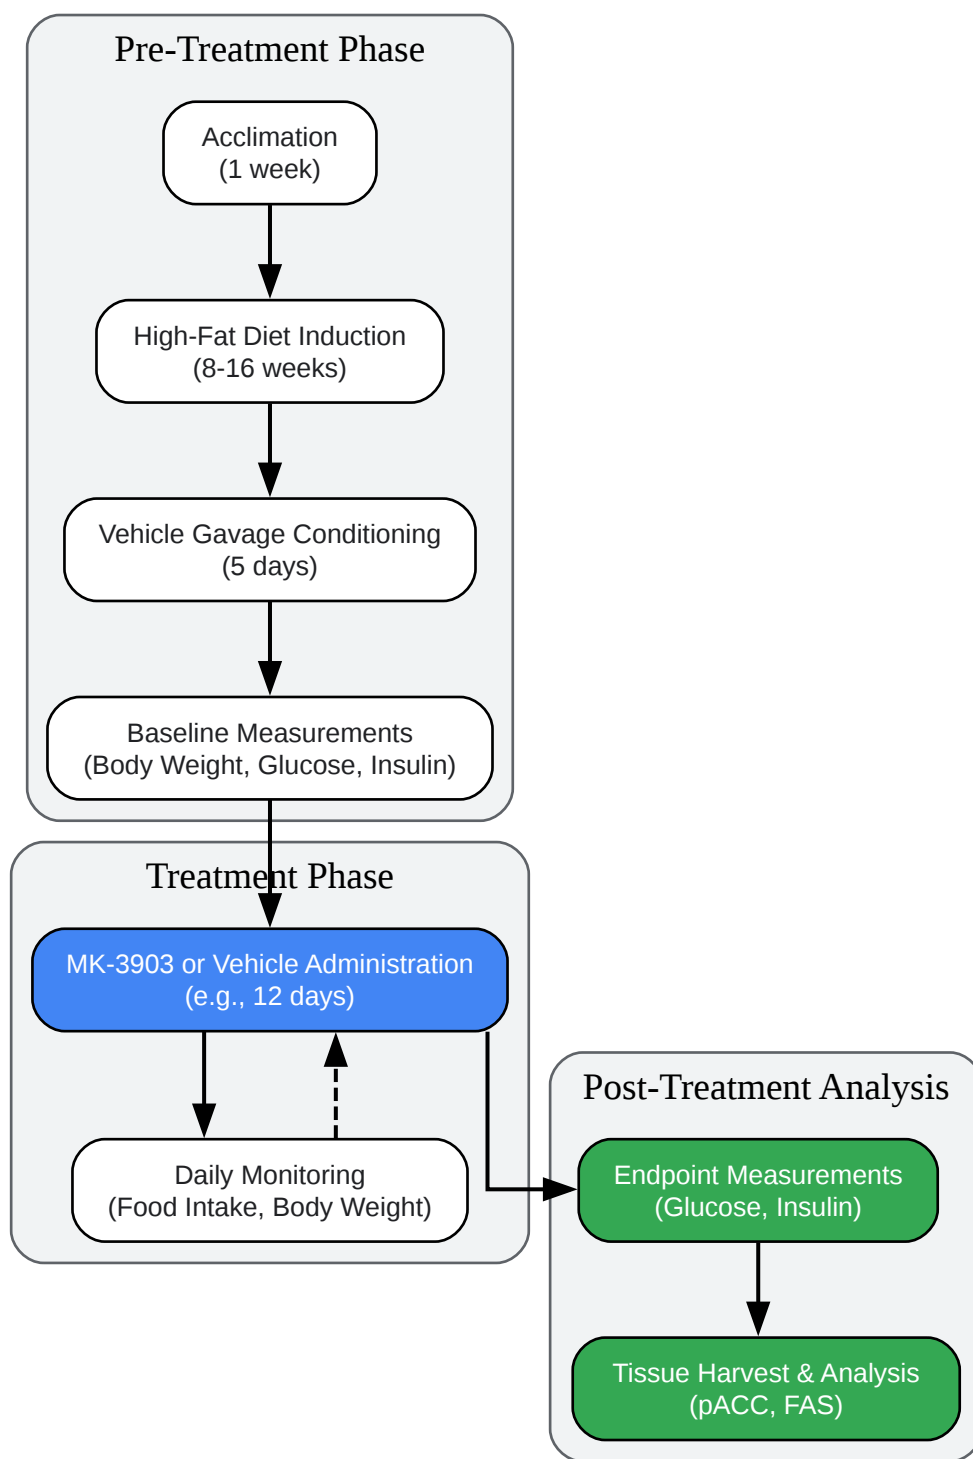 Pre-Treatment Phase
Acclimation
(1 week)
High-Fat Diet Induction
(8-16 weeks)
Vehicle Gavage Conditioning
(5 days)
Baseline Measurements
(Body Weight, Glucose, Insulin)
Treatment Phase
MK-3903 or Vehicle Administration
(e.g., 12 days)
Daily Monitoring
(Food Intake, Body Weight)
Post-Treatment Analysis
Endpoint Measurements
(Glucose, Insulin)
Tissue Harvest & Analysis
(pACC, FAS)